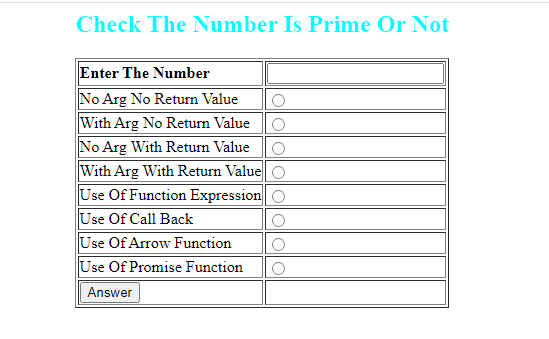 Check The Number Is Prime Or Not
Enter The Number
No Arg No Return Value
With Arg No Return Value
No Arg With Return Value
With Arg With Return Value
Use Of Function Expression
Use Of Call Back
Use Of Arrow Function
Use Of Promise Function
Answer